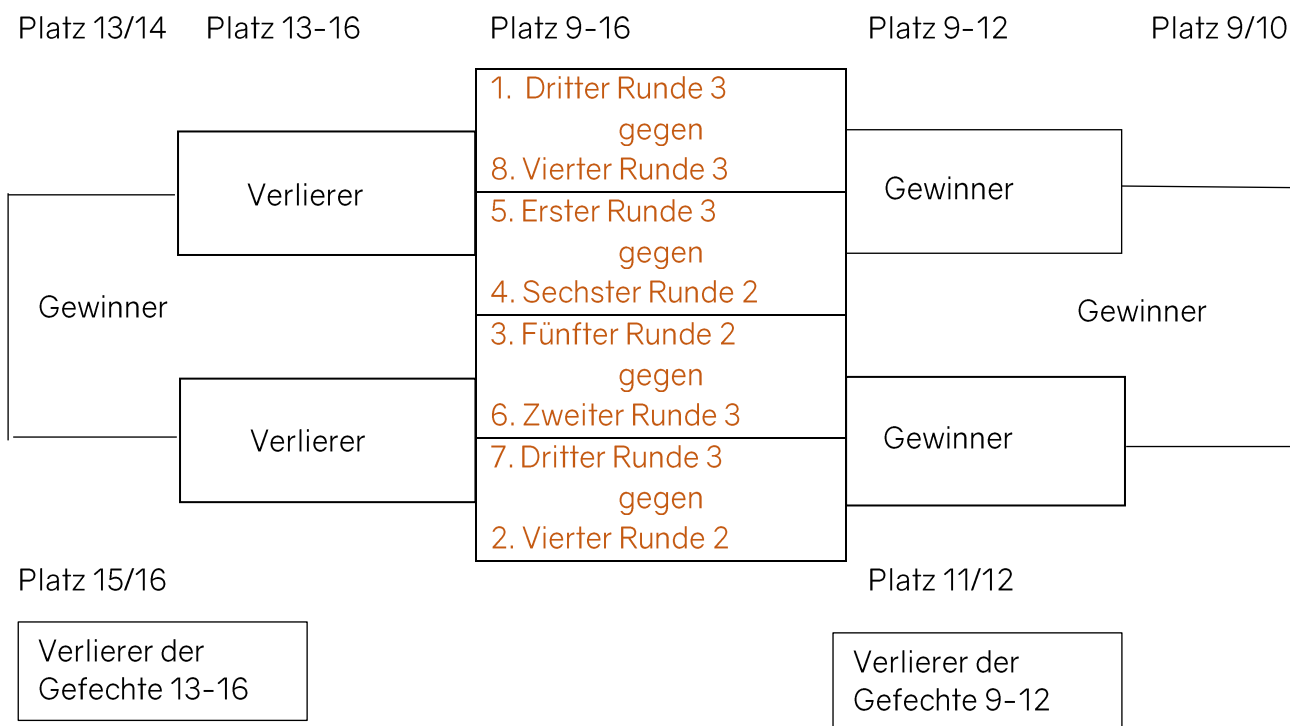 Platz 13/14 Platz 13-16 Platz 9-16 Platz 9-12 Platz 9/10
1. Dritter Runde 3
gegen
8. Vierter Runde 3
Verlierer
Gewinner
5. Erster Runde 3
gegen
4. Sechster Runde 2
Gewinner
Gewinner
3. Fünfter Runde 2
gegen
6. Zweiter Runde 3
Verlierer
Gewinner
7. Dritter Runde 3
gegen
2. Vierter Runde 2
Platz 15/16
Platz 11/12
Verlierer der
Gefechte 13-16
Verlierer der
Gefechte 9-12